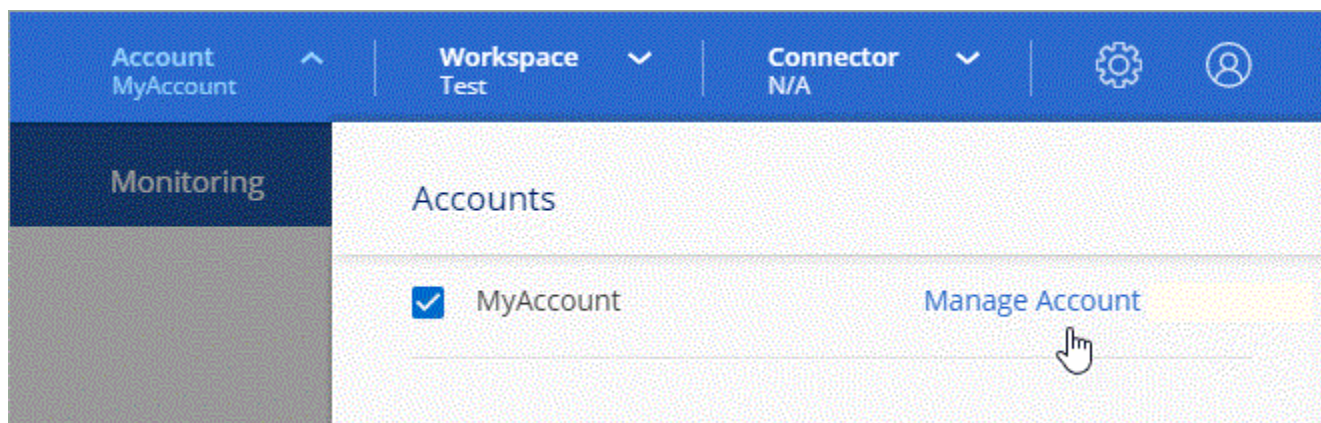 Account
MyAccount
Workspace
Test
Connector
N/A
Monitoring
Accounts
MyAccount
Manage Account